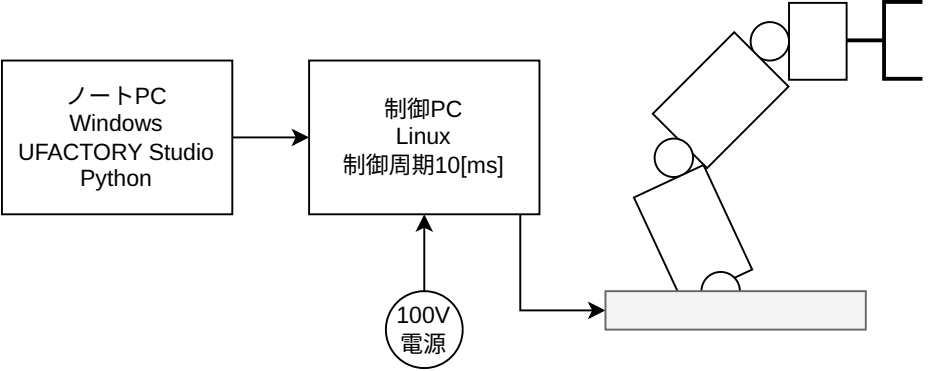 ノートPC
Windows
UFACTORY Studio
Python
制御PC
Linux
制御周期10[ms]
100V
電源